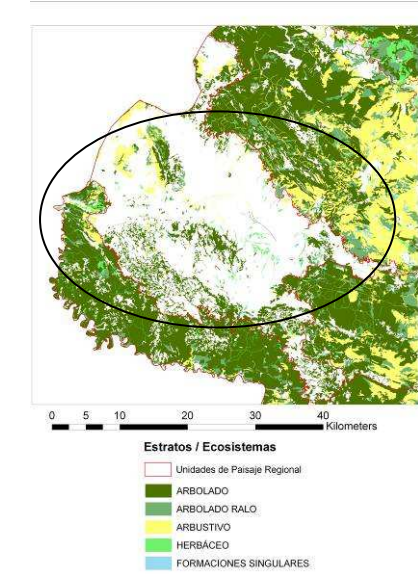 0 5 10 20 30 40
Kilometers
Estratos / Ecosistemas
Unidades de Paisaje Regional
ARBOLADO
ARBOLADO RALO
ARBUSTIVO
HERBÁCEO
FORMACIONES SINGULARES